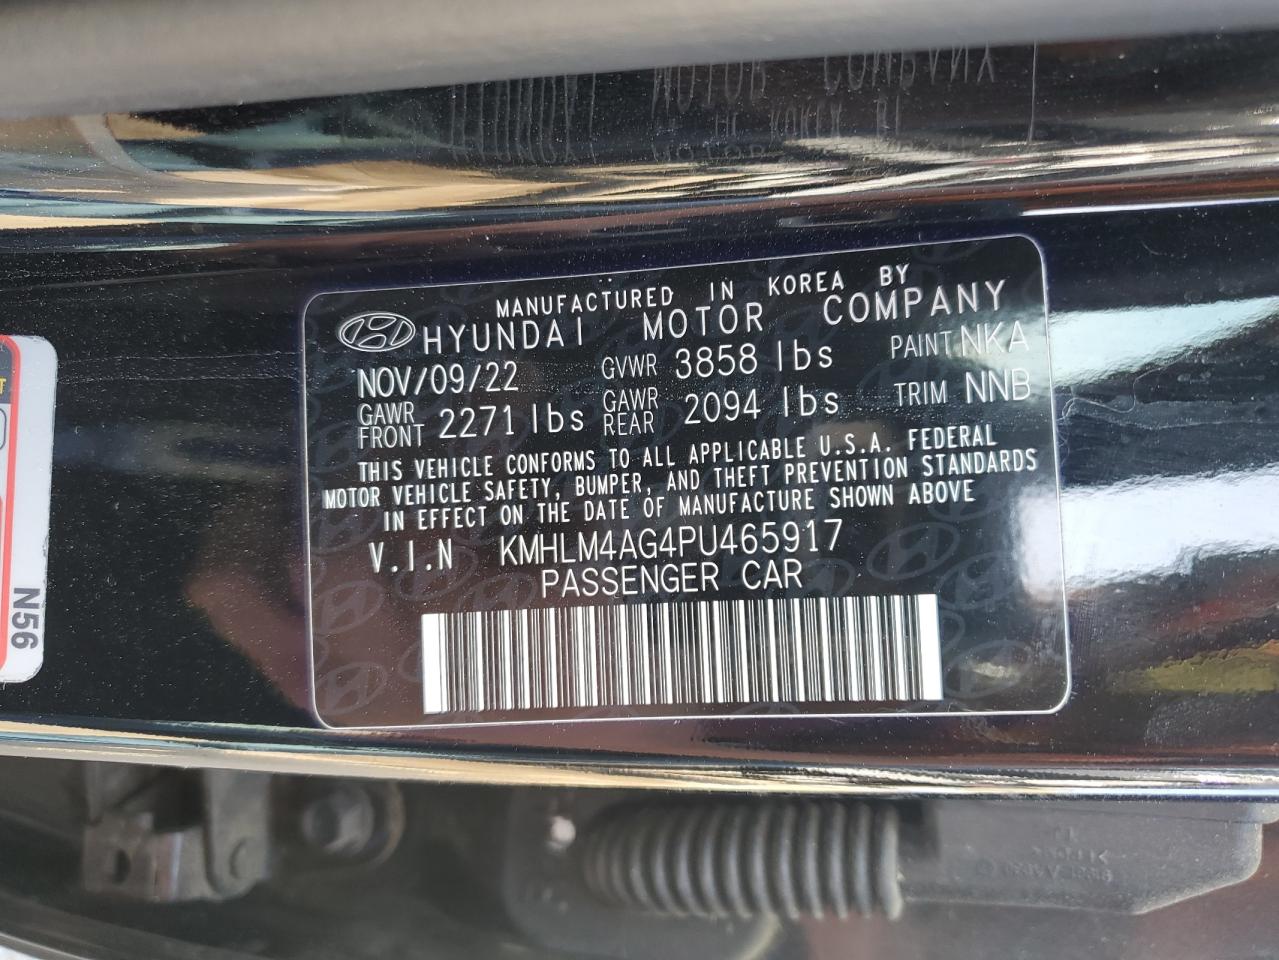 MANUFACTURED IN KOREA BY
HYUNDAI MOTOR COMPANY
NOV/09/22 GVWR 3858 lbs PAINT NKA
GAWR FRONT 2271 lbs GAWR REAR 2094 lbs TRIM NNB
THIS VEHICLE CONFORMS TO ALL APPLICABLE U.S.A. FEDERAL
MOTOR VEHICLE SAFETY, BUMPER, AND THEFT PREVENTION STANDARDS
IN EFFECT ON THE DATE OF MANUFACTURE SHOWN ABOVE
V.I.N KMHLM4AG4PU465917
PASSENGER CAR
N56